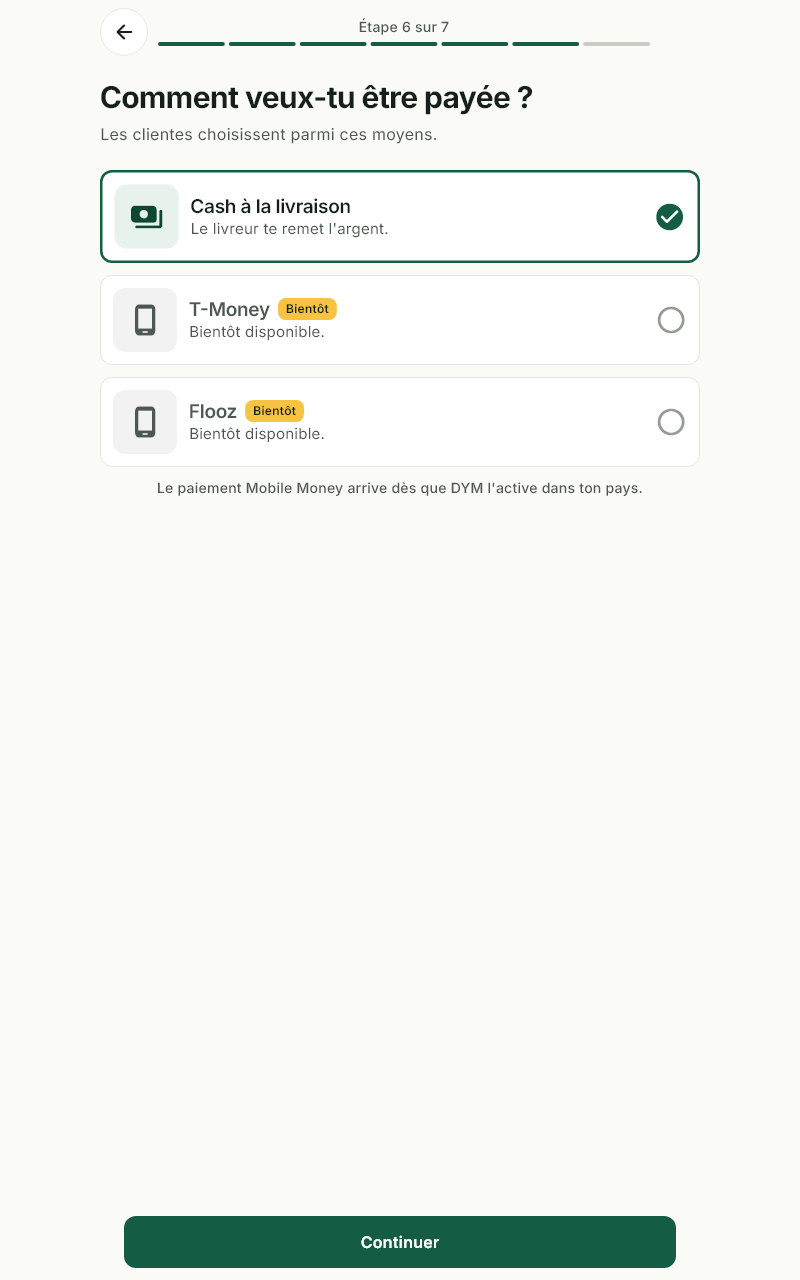 Étape 6 sur 7
Comment veux-tu être payée ?
Les clientes choisissent parmi ces moyens.
Cash à la livraison
Le livreur te remet l'argent.
T-Money Bientôt
Bientôt disponible.
Flooz Bientôt
Bientôt disponible.
Le paiement Mobile Money arrive dès que DYM l'active dans ton pays.
Continuer